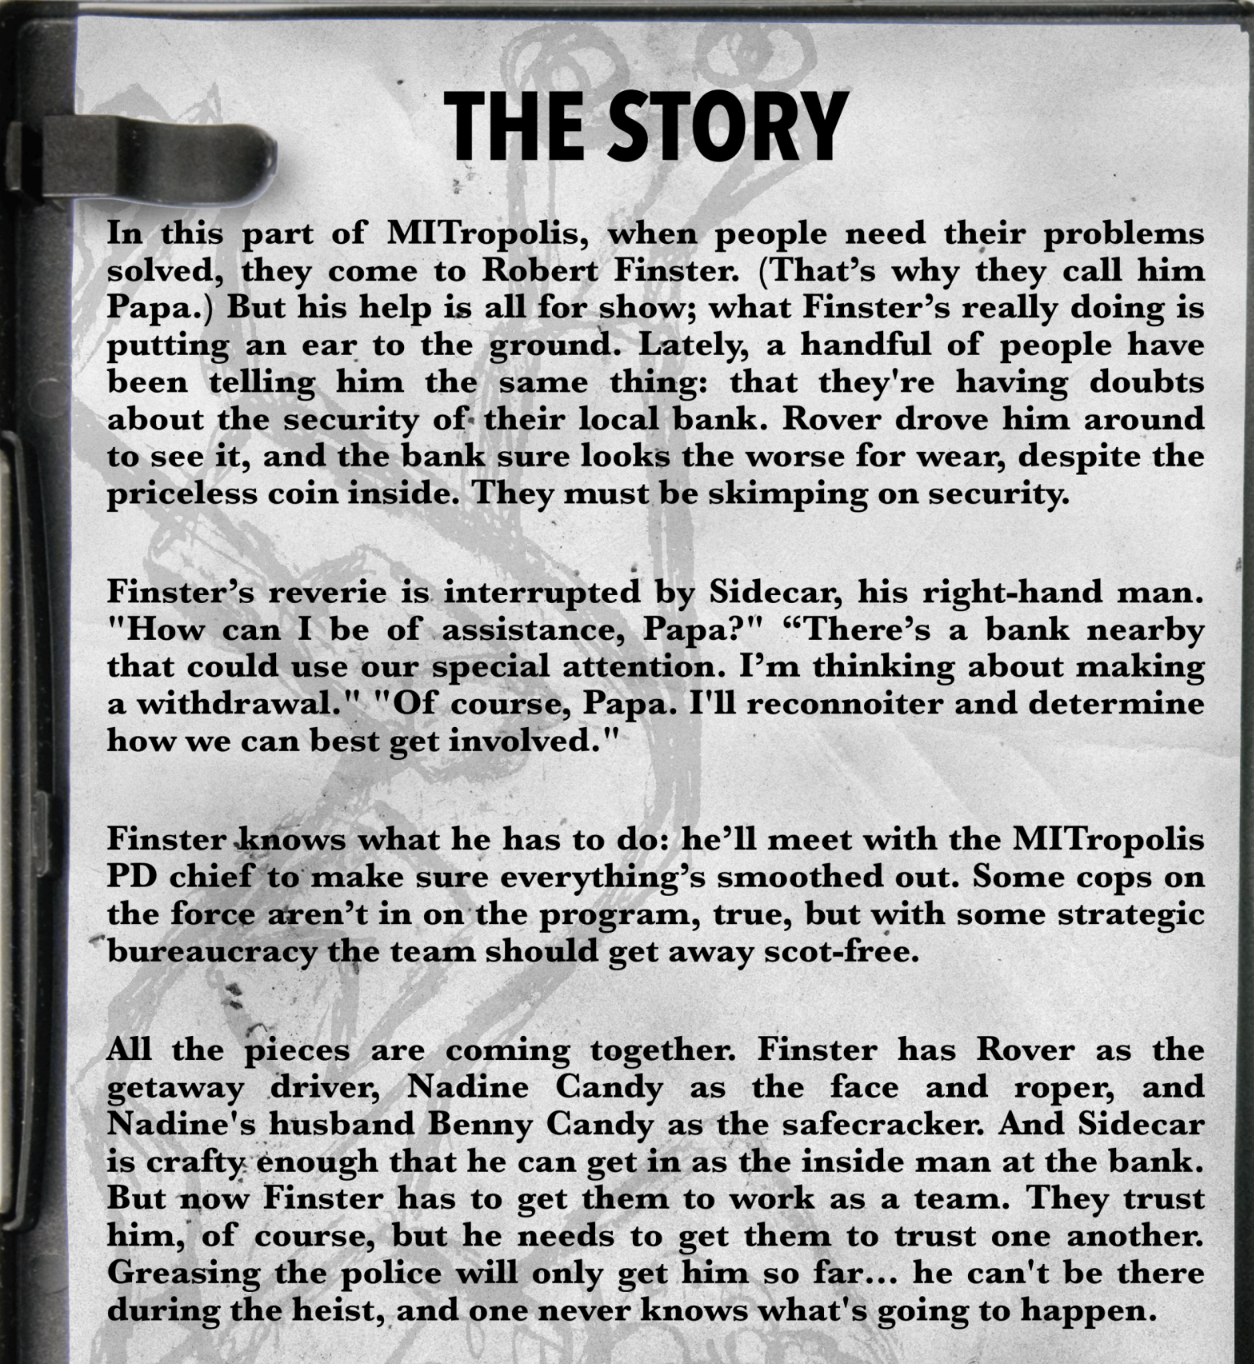 THE STORY
In this part of MITropolis, when people need their problems
solved, they come to Robert Finster. (That’s why they call him
Papa.) But his help is all for show; what Finster’s really doing is
putting an ear to the ground. Lately, a handful of people have
been telling him the same thing: that they're having doubts
about the security of their local bank. Rover drove him around
to see it, and the bank sure looks the worse for wear, despite the
priceless coin inside. They must be skimping on security.
Finster’s reverie is interrupted by Sidecar, his right-hand man.
"How can I be of assistance, Papa?" “There’s a bank nearby
that could use our special attention. I’m thinking about making
a withdrawal." "Of course, Papa. I'll reconnoiter and determine
how we can best get involved."
Finster knows what he has to do: he’ll meet with the MITropolis
PD chief to make sure everything’s smoothed out. Some cops on
the force aren’t in on the program, true, but with some strategic
bureaucracy the team should get away scot-free.
All the pieces are coming together. Finster has Rover as the
getaway driver, Nadine Candy as the face and roper, and
Nadine's husband Benny Candy as the safecracker. And Sidecar
is crafty enough that he can get in as the inside man at the bank.
But now Finster has to get them to work as a team. They trust
him, of course, but he needs to get them to trust one another.
Greasing the police will only get him so far... he can't be there
during the heist, and one never knows what's going to happen.